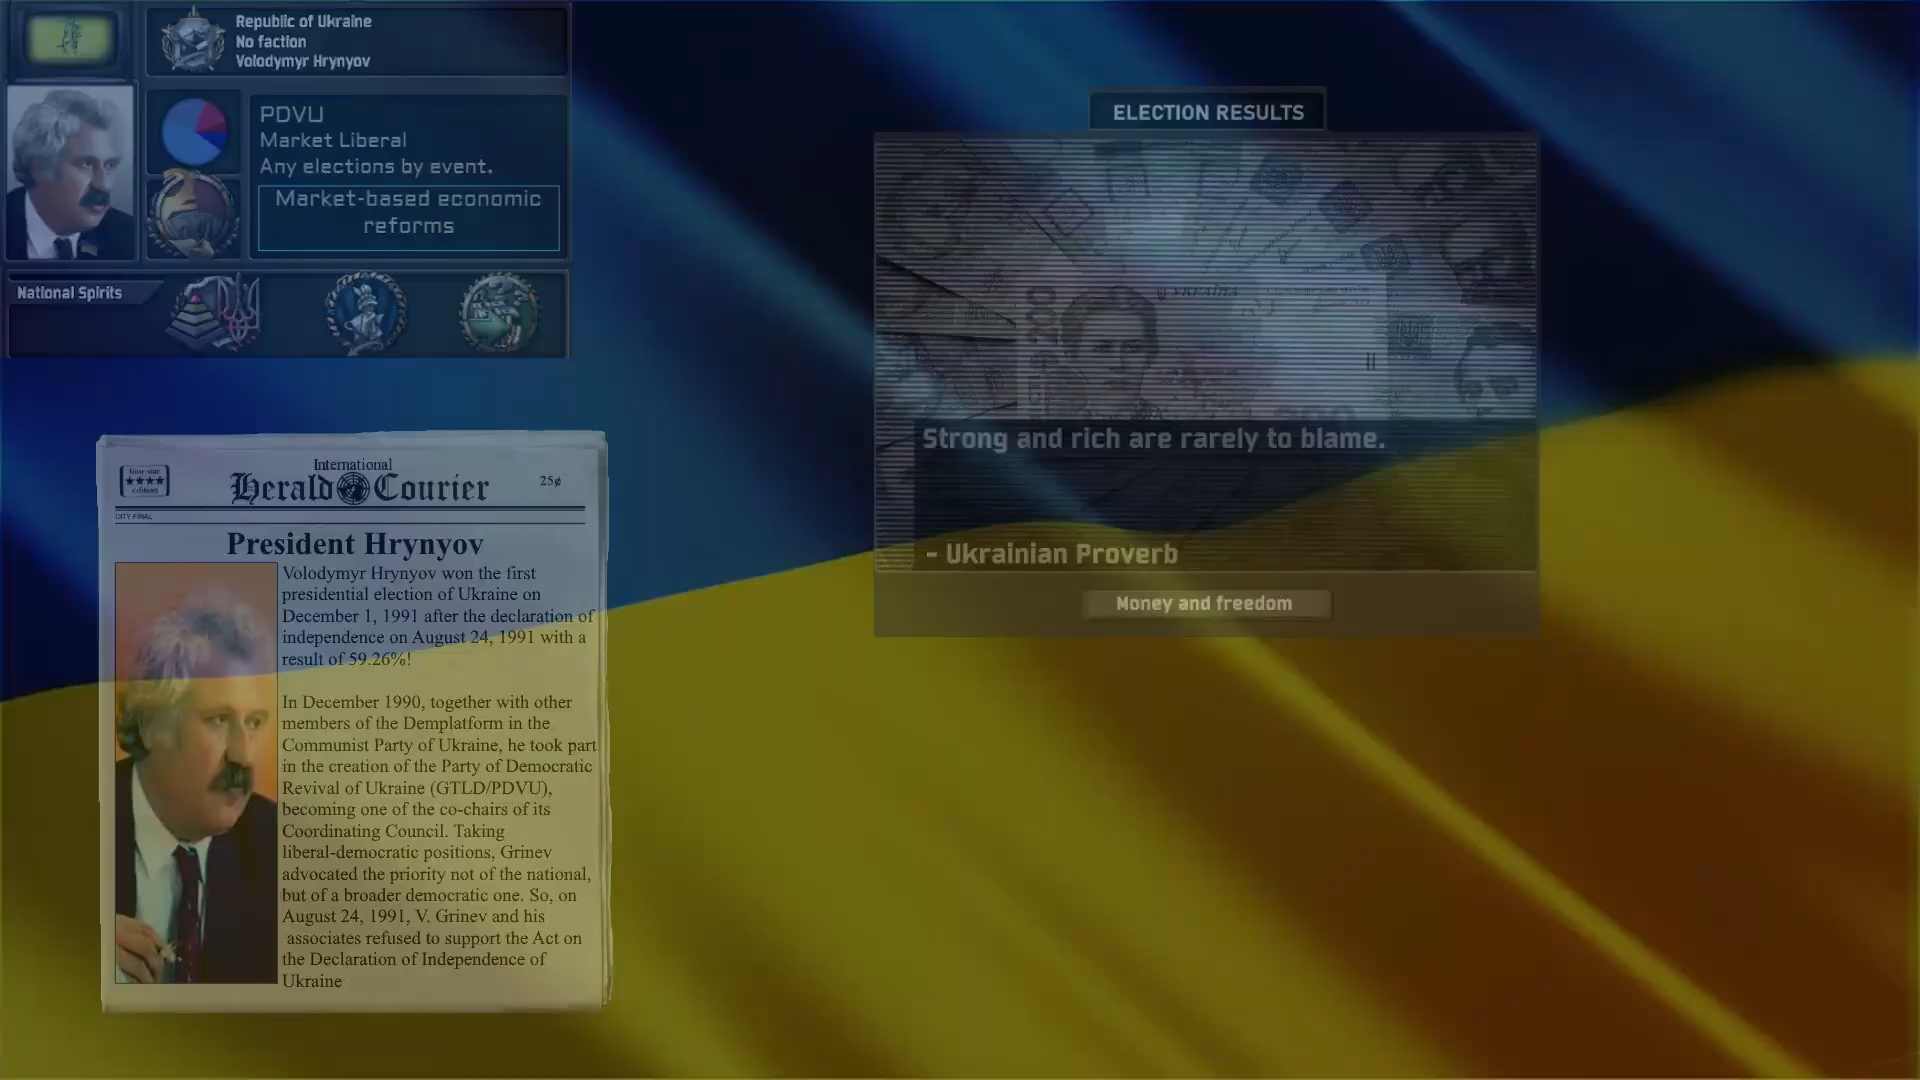 Republic of Ukraine
No faction
Volodymyr Hrynyov
PDVU
Market Liberal
Any elections by event.
Market-based economic
reforms
National Spirits
ELECTION RESULTS
УКРАЇНА
Strong and rich are rarely to blame.
- Ukrainian Proverb
Money and freedom
four star
edition
International
Herald Courier
25¢
CITY FINAL
President Hrynyov
Volodymyr Hrynyov won the first
presidential election of Ukraine on
December 1, 1991 after the declaration of
independence on August 24, 1991 with a
result of 59.26%!
In December 1990, together with other
members of the Demplatform in the
Communist Party of Ukraine, he took part
in the creation of the Party of Democratic
Revival of Ukraine (GTLD/PDVU),
becoming one of the co-chairs of its
Coordinating Council. Taking
liberal-democratic positions, Grinev
advocated the priority not of the national,
but of a broader democratic one. So, on
August 24, 1991, V. Grinev and his
associates refused to support the Act on
the Declaration of Independence of
Ukraine